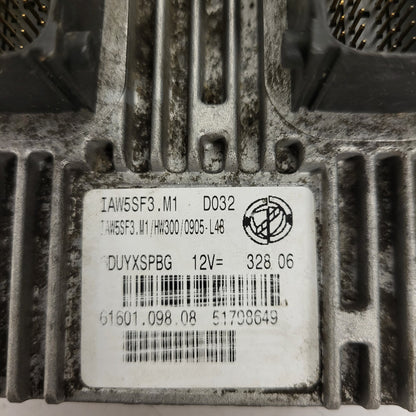 IAW5SF3.M1 D032
IAW5SF3.M1/HW300/0905-L46
DUYXSPBG 12V= 328 06
61601.098.08 51798649